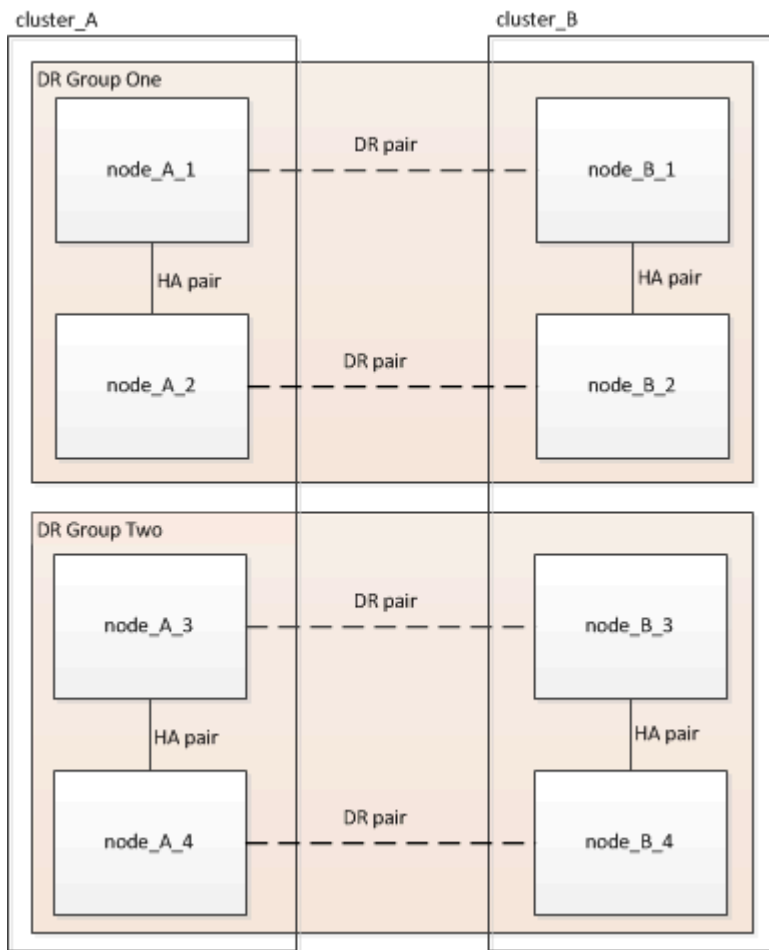 cluster_A
cluster_B
DR Group One
node_A_1
DR pair
node_B_1
HA pair
HA pair
node_A_2
DR pair
node_B_2
DR Group Two
node_A_3
DR pair
node_B_3
HA pair
HA pair
node_A_4
DR pair
node_B_4